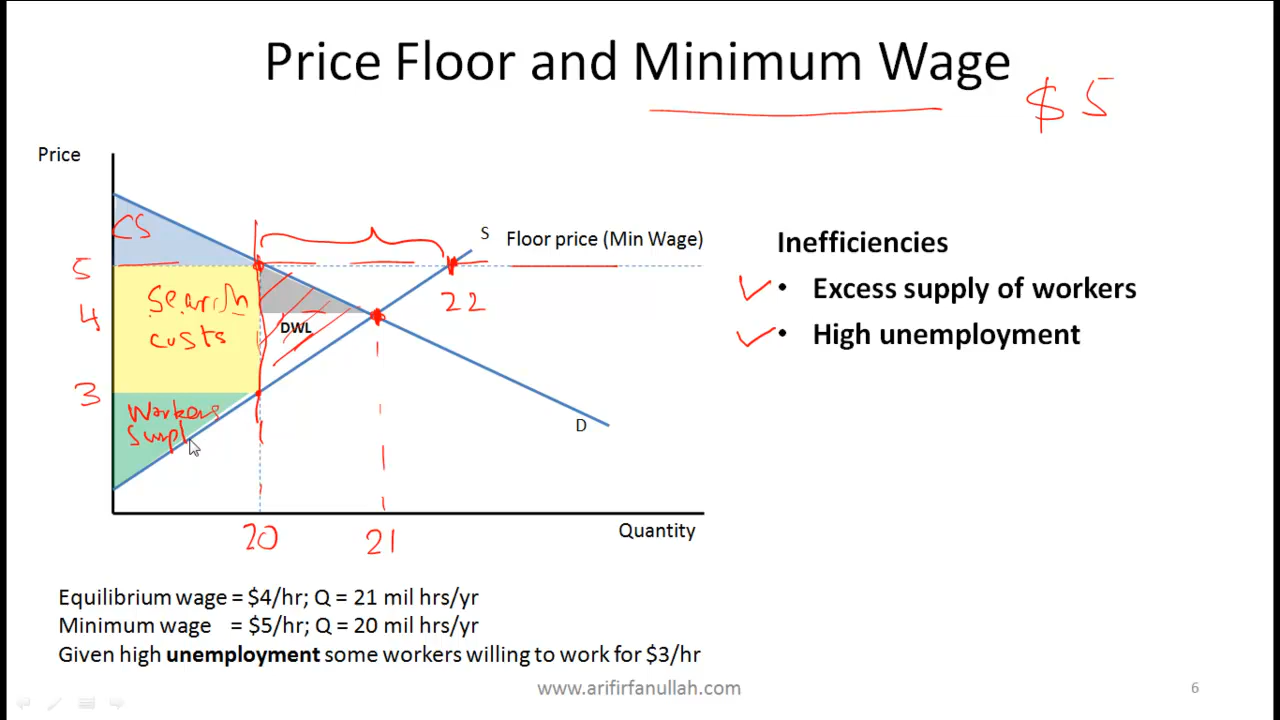 Price Floor and Minimum Wage
$5
Price
CS
S
Floor price (Min Wage)
5
Search
costs
22
4
DWL
3
Workers
Surpl
D
20
21
Quantity
Inefficiencies
• Excess supply of workers
• High unemployment
Equilibrium wage = $4/hr; Q = 21 mil hrs/yr
Minimum wage = $5/hr; Q = 20 mil hrs/yr
Given high unemployment some workers willing to work for $3/hr
www.arifirfanullah.com
6